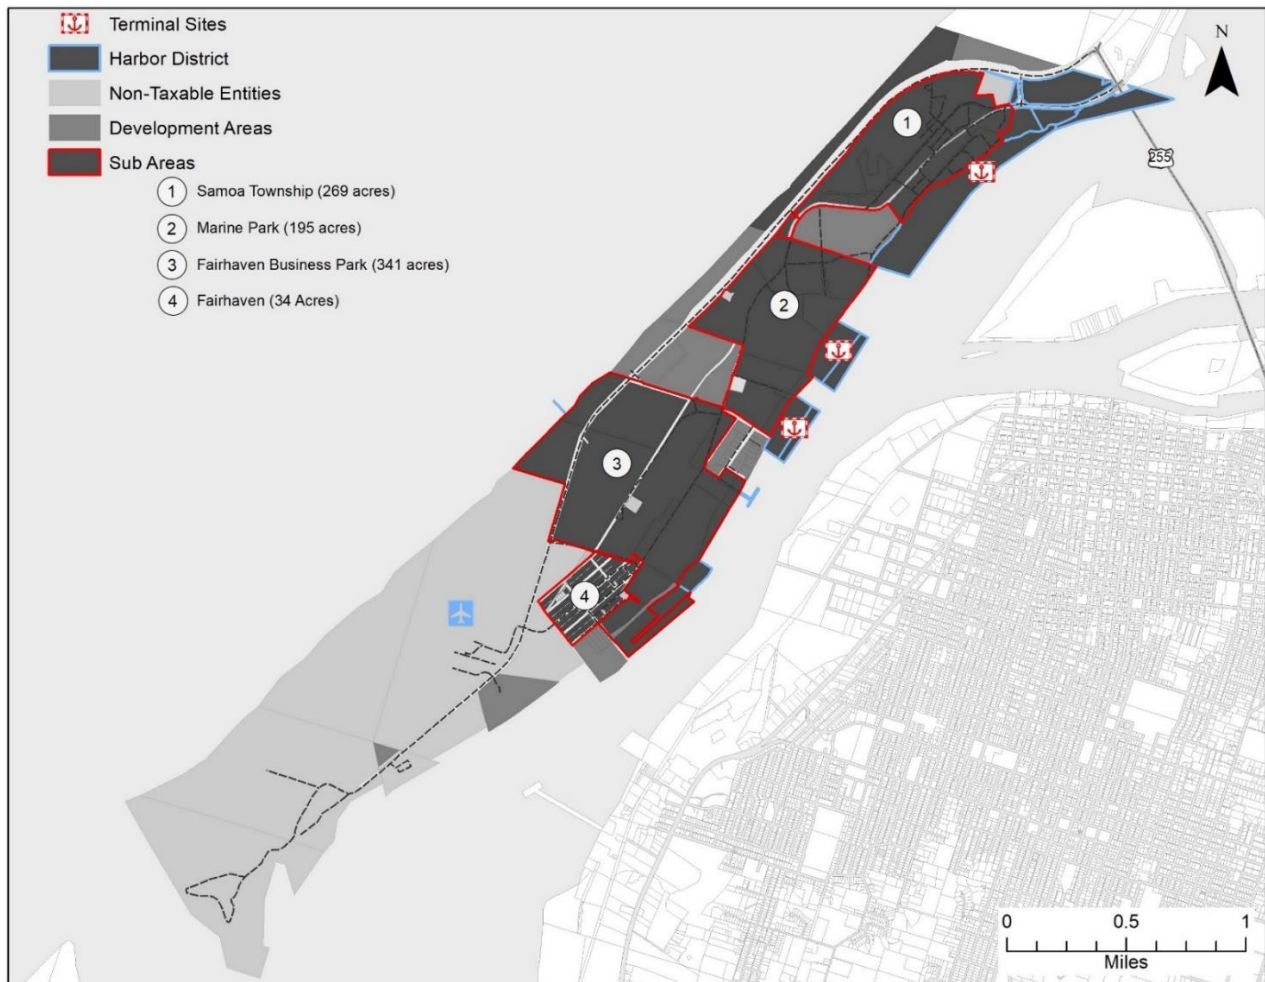 Terminal Sites
Harbor District
Non-Taxable Entities
Development Areas
Sub Areas
1 Samoa Township (269 acres)
2 Marine Park (195 acres)
3 Fairhaven Business Park (341 acres)
4 Fairhaven (34 Acres)
N
1
255
2
3
4
0 0.5 1
Miles